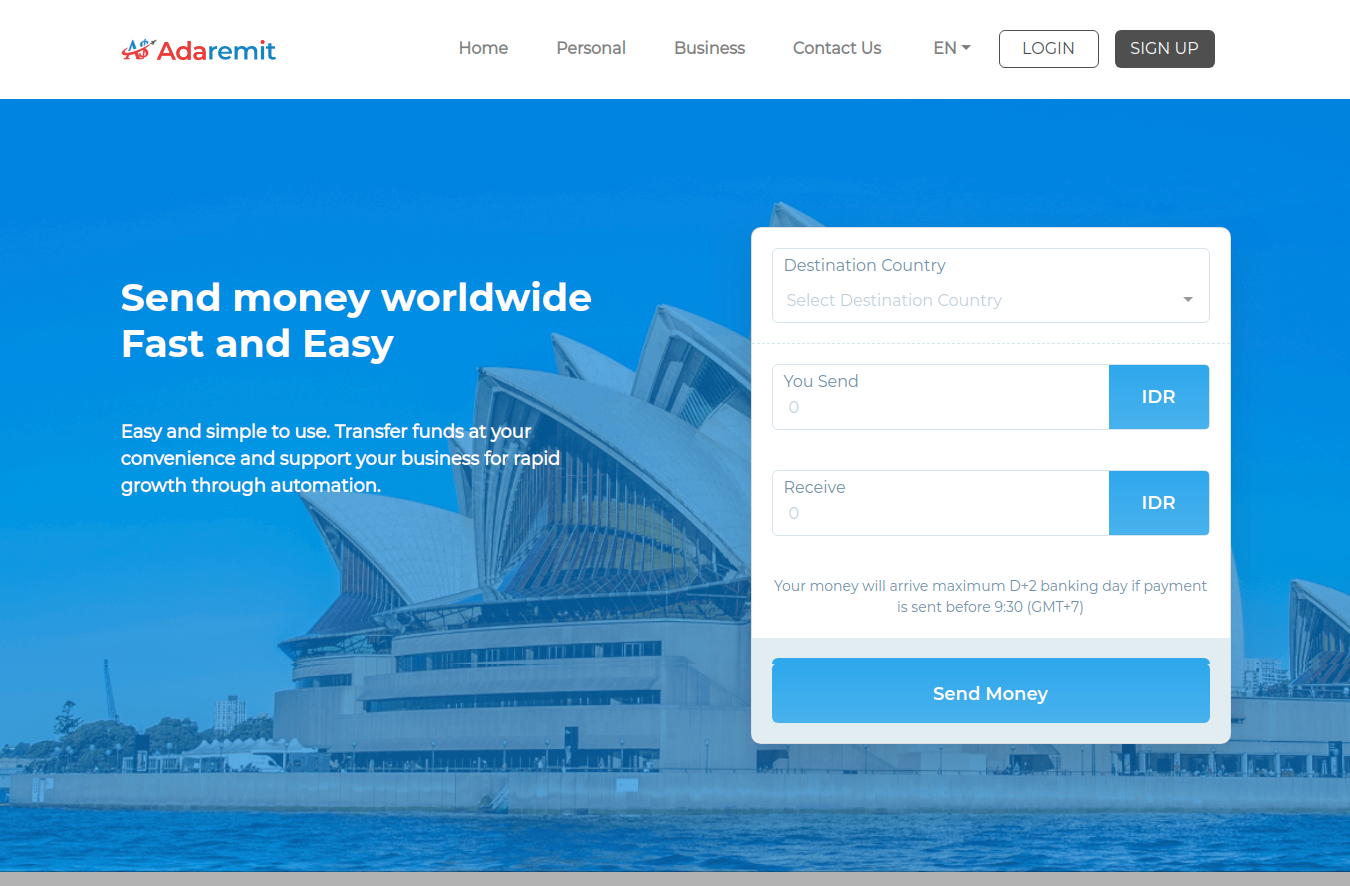 Adaremit
Home
Personal
Business
Contact Us
EN
LOGIN
SIGN UP
Send money worldwide
Fast and Easy
Easy and simple to use. Transfer funds at your
convenience and support your business for rapid
growth through automation.
Destination Country
Select Destination Country
You Send
0
IDR
Receive
0
IDR
Your money will arrive maximum D+2 banking day if payment
is sent before 9:30 (GMT+7)
Send Money